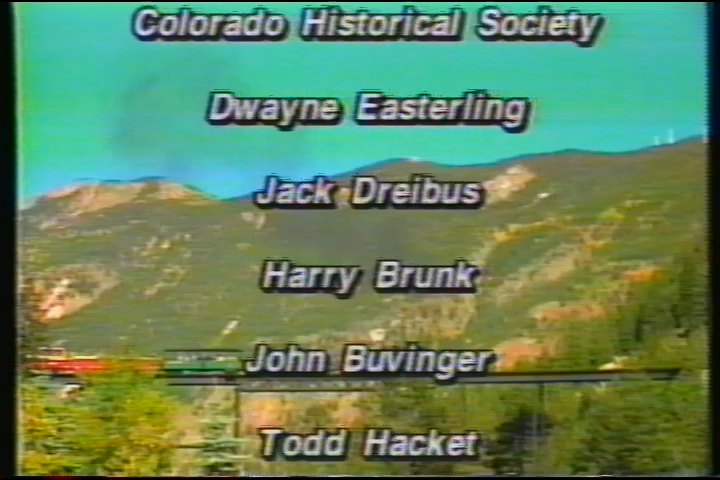 Colorado Historical Society
Dwayne Easterling
Jack Dreibus
Harry Brunk
John Buvinger
Todd Hacket